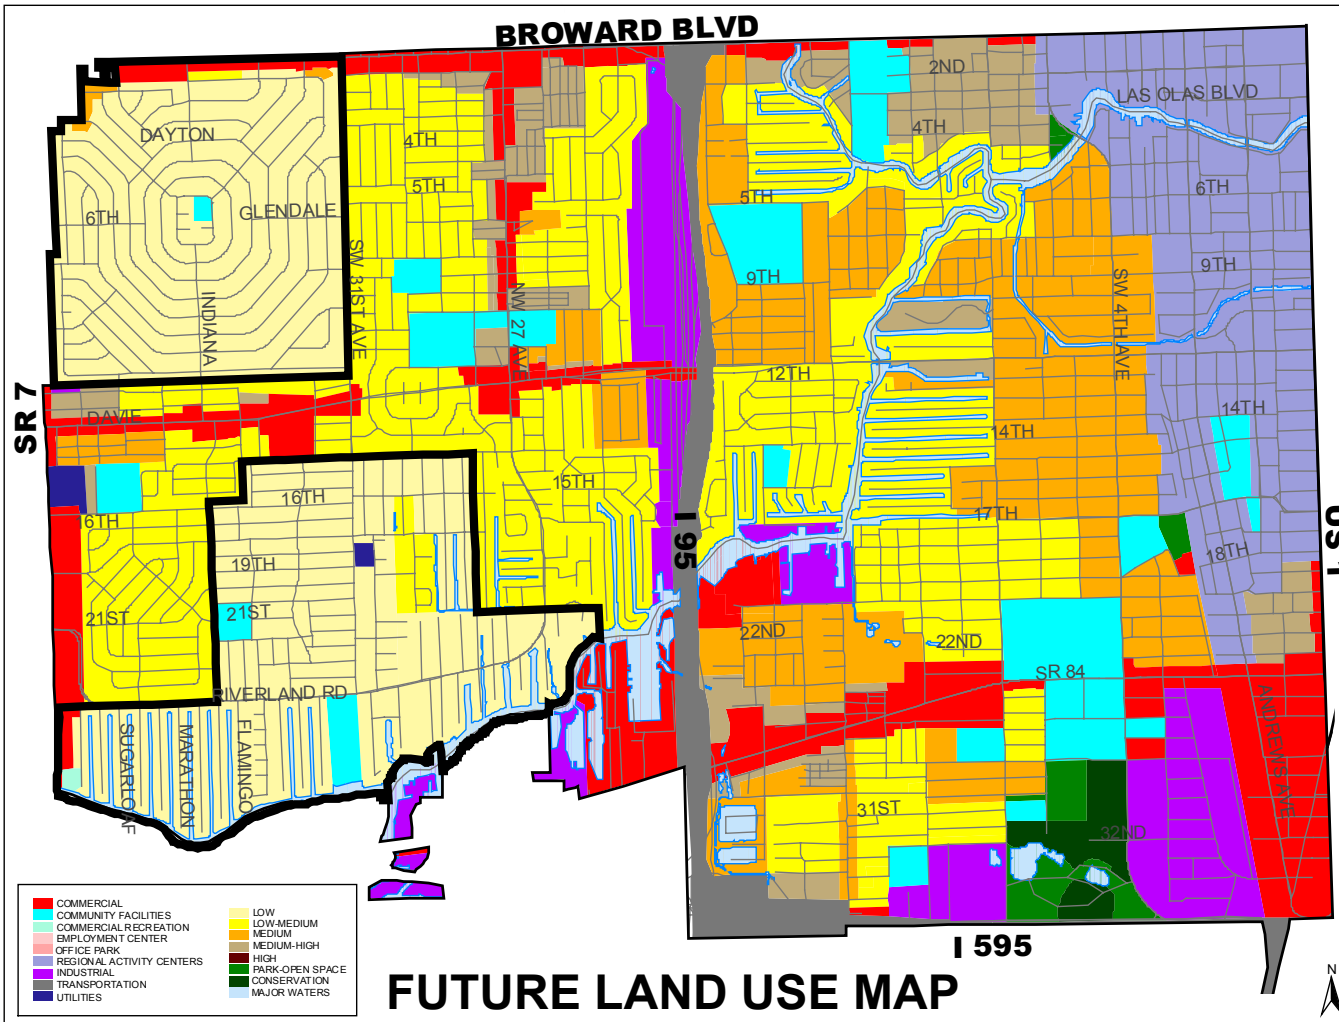 BROWARD BLVD
2ND
LAS OLAS BLVD
DAYTON
4TH
4TH
5TH
5TH
6TH
6TH
GLENDALE
SW 31ST AVE
9TH
9TH
INDIANA
NW 27 AVE
SW 4TH AVE
12TH
SR 7
DAVIE
14TH
14TH
15TH
16TH
16TH
17TH
I 95
US 1
18TH
19TH
21ST
21ST
22ND
22ND
SR 84
RIVERLAND RD
SUGARLOAF
MARATHON
FLAMINGO
ANDREWS AVE
31ST
32ND
I 595
COMMERCIAL
COMMUNITY FACILITIES
COMMERCIAL RECREATION
EMPLOYMENT CENTER
OFFICE PARK
REGIONAL ACTIVITY CENTERS
INDUSTRIAL
TRANSPORTATION
UTILITIES
LOW
LOW-MEDIUM
MEDIUM
MEDIUM-HIGH
HIGH
PARK-OPEN SPACE
CONSERVATION
MAJOR WATERS
FUTURE LAND USE MAP
N